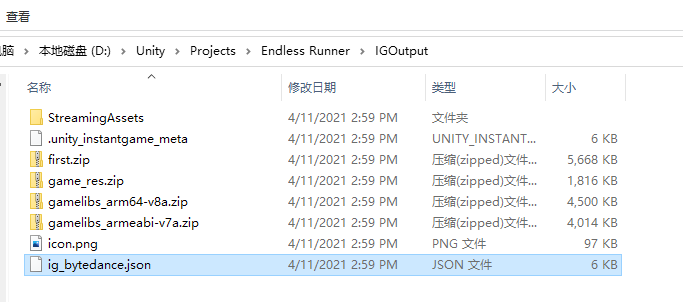 查看
本地磁盘 (D:) › Unity › Projects › Endless Runner › IGOutput
名称 修改日期 类型 大小
StreamingAssets 4/11/2021 2:59 PM 文件夹
.unity_instantgame_meta 4/11/2021 2:59 PM UNITY_INSTANT... 6 KB
first.zip 4/11/2021 2:59 PM 压缩(zipped)文件... 5,668 KB
game_res.zip 4/11/2021 2:59 PM 压缩(zipped)文件... 1,816 KB
gamelibs_arm64-v8a.zip 4/11/2021 2:59 PM 压缩(zipped)文件... 4,500 KB
gamelibs_armeabi-v7a.zip 4/11/2021 2:59 PM 压缩(zipped)文件... 4,014 KB
icon.png 4/11/2021 2:59 PM PNG 文件 97 KB
ig_bytedance.json 4/11/2021 2:59 PM JSON 文件 6 KB